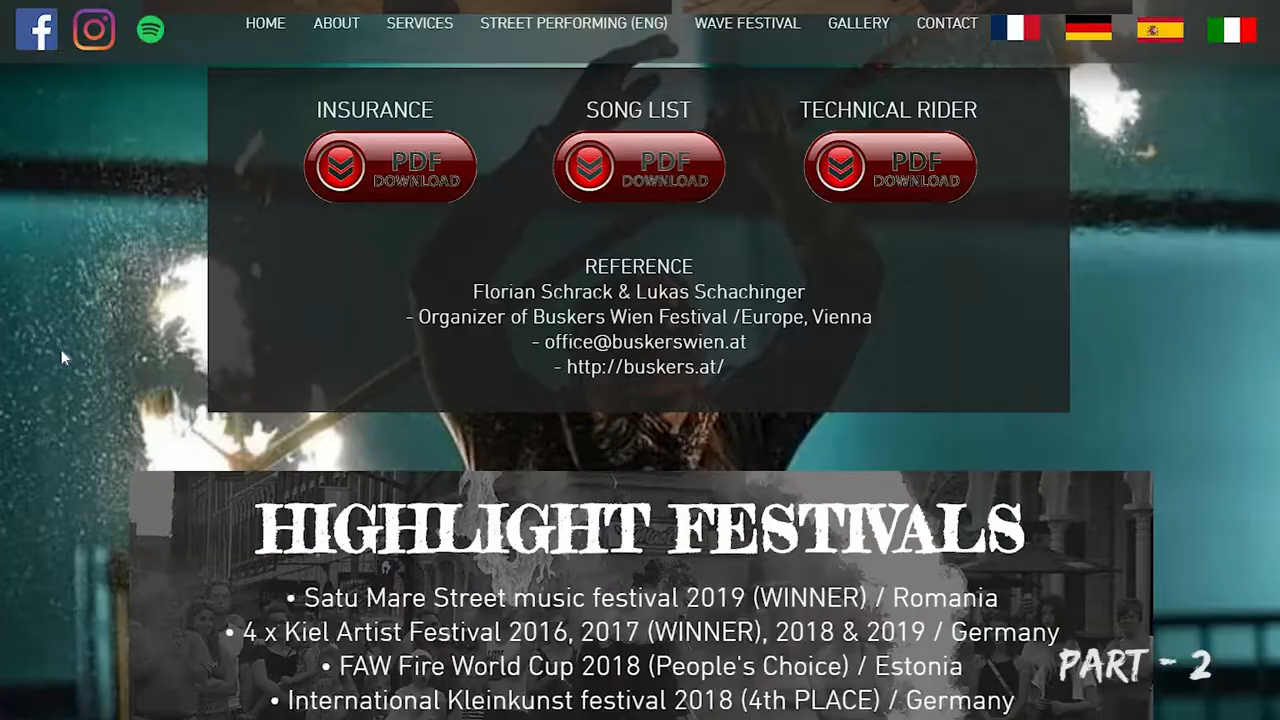 HOME ABOUT SERVICES STREET PERFORMING (ENG) WAVE FESTIVAL GALLERY CONTACT
INSURANCE SONG LIST TECHNICAL RIDER
PDF DOWNLOAD PDF DOWNLOAD PDF DOWNLOAD
REFERENCE
Florian Schrack & Lukas Schachinger
- Organizer of Buskers Wien Festival /Europe, Vienna
- office@buskerswien.at
- http://buskers.at/
HIGHLIGHT FESTIVALS
• Satu Mare Street music festival 2019 (WINNER) / Romania
• 4 x Kiel Artist Festival 2016, 2017 (WINNER), 2018 & 2019 / Germany
• FAW Fire World Cup 2018 (People's Choice) / Estonia
• International Kleinkunst festival 2018 (4th PLACE) / Germany
PART - 2